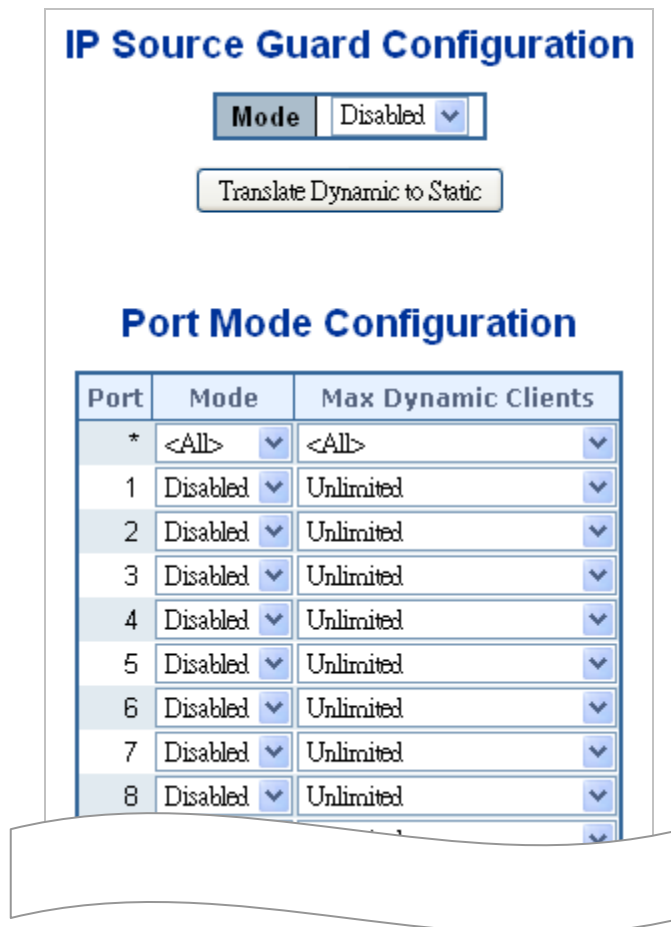 IP Source Guard Configuration
Mode Disabled
Translate Dynamic to Static
Port Mode Configuration
Port Mode Max Dynamic Clients
* <All> <All>
1 Disabled Unlimited
2 Disabled Unlimited
3 Disabled Unlimited
4 Disabled Unlimited
5 Disabled Unlimited
6 Disabled Unlimited
7 Disabled Unlimited
8 Disabled Unlimited